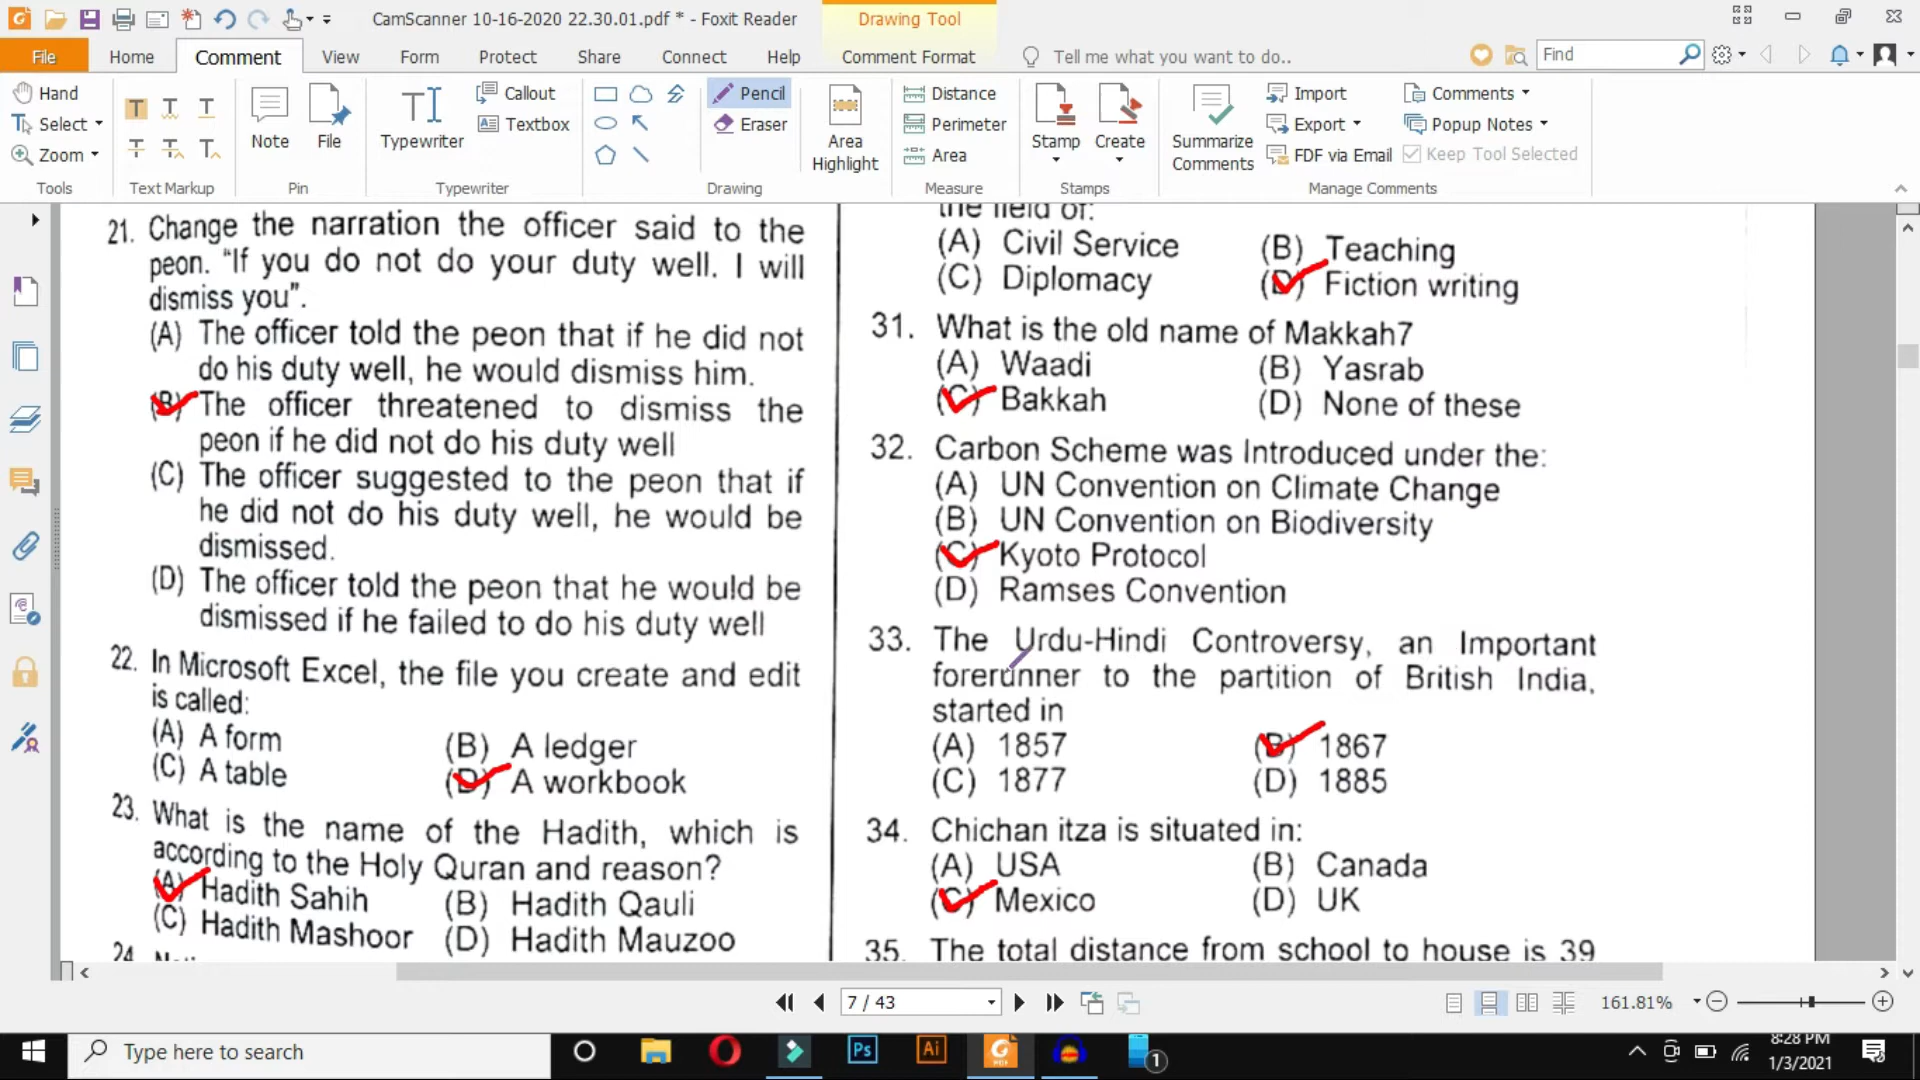 CamScanner 10-16-2020 22.30.01.pdf * - Foxit Reader
Drawing Tool
File Home Comment View Form Protect Share Connect Help Comment Format Tell me what you want to do.. Find
Hand
Select
Zoom
Tools
Text Markup
Note
File
Pin
Typewriter
Callout
Textbox
Typewriter
Pencil
Eraser
Drawing
Area
Highlight
Distance
Perimeter
Area
Measure
Stamp
Create
Stamps
Summarize
Comments
Import
Export
FDF via Email
Comments
Popup Notes
Keep Tool Selected
Manage Comments
21. Change the narration the officer said to the
peon. "If you do not do your duty well. I will
dismiss you".
(A) The officer told the peon that if he did not
do his duty well, he would dismiss him.
(B) The officer threatened to dismiss the
peon if he did not do his duty well
(C) The officer suggested to the peon that if
he did not do his duty well, he would be
dismissed.
(D) The officer told the peon that he would be
dismissed if he failed to do his duty well
22. In Microsoft Excel, the file you create and edit
is called:
(A) A form (B) A ledger
(C) A table (D) A workbook
23. What is the name of the Hadith, which is
according to the Holy Quran and reason?
(A) Hadith Sahih (B) Hadith Qauli
(C) Hadith Mashoor (D) Hadith Mauzoo
24.
the field of:
(A) Civil Service (B) Teaching
(C) Diplomacy (D) Fiction writing
31. What is the old name of Makkah7
(A) Waadi (B) Yasrab
(C) Bakkah (D) None of these
32. Carbon Scheme was Introduced under the:
(A) UN Convention on Climate Change
(B) UN Convention on Biodiversity
(C) Kyoto Protocol
(D) Ramses Convention
33. The Urdu-Hindi Controversy, an Important
forerunner to the partition of British India,
started in
(A) 1857 (B) 1867
(C) 1877 (D) 1885
34. Chichan itza is situated in:
(A) USA (B) Canada
(C) Mexico (D) UK
35. The total distance from school to house is 39
7 / 43
161.81%
Type here to search
Ps
Ai
1
8:28 PM
1/3/2021